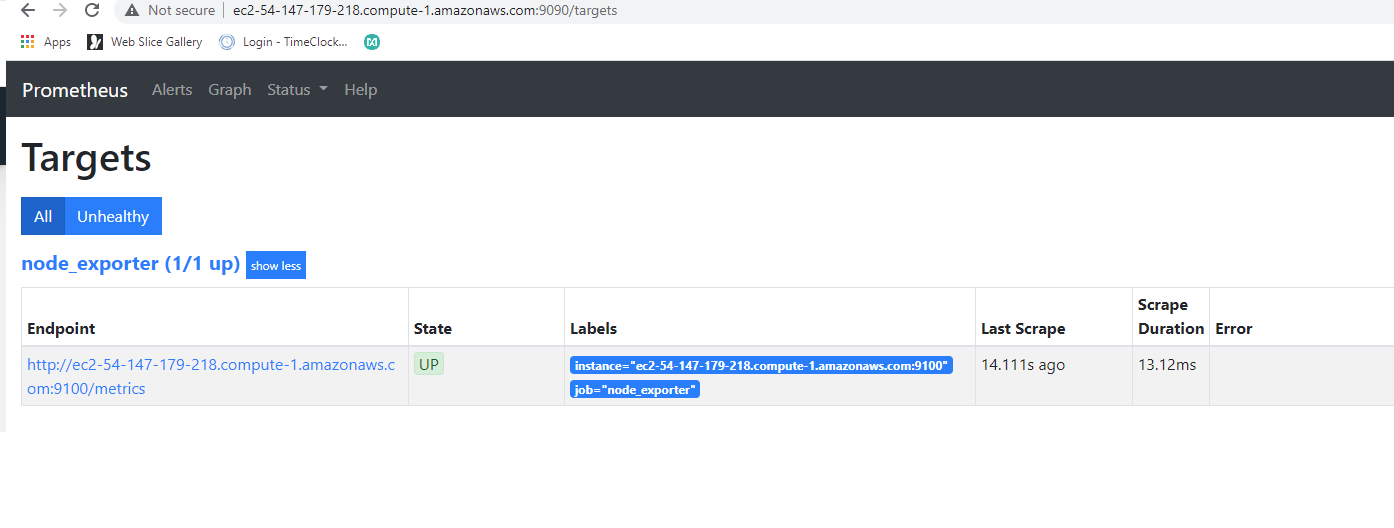 Not secure | ec2-54-147-179-218.compute-1.amazonaws.com:9090/targets
Apps Web Slice Gallery Login - TimeClock...
Prometheus Alerts Graph Status Help
Targets
All Unhealthy
node_exporter (1/1 up) show less
Scrape
Endpoint State Labels Last Scrape Duration Error
http://ec2-54-147-179-218.compute-1.amazonaws.c UP instance="ec2-54-147-179-218.compute-1.amazonaws.com:9100" 14.111s ago 13.12ms
om:9100/metrics job="node_exporter"